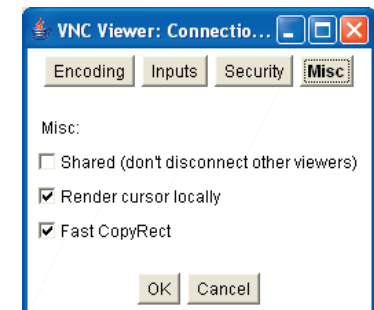 VNC Viewer: Connectio...
Encoding Inputs Security Misc
Misc:
Shared (don't disconnect other viewers)
Render cursor locally
Fast CopyRect
OK Cancel